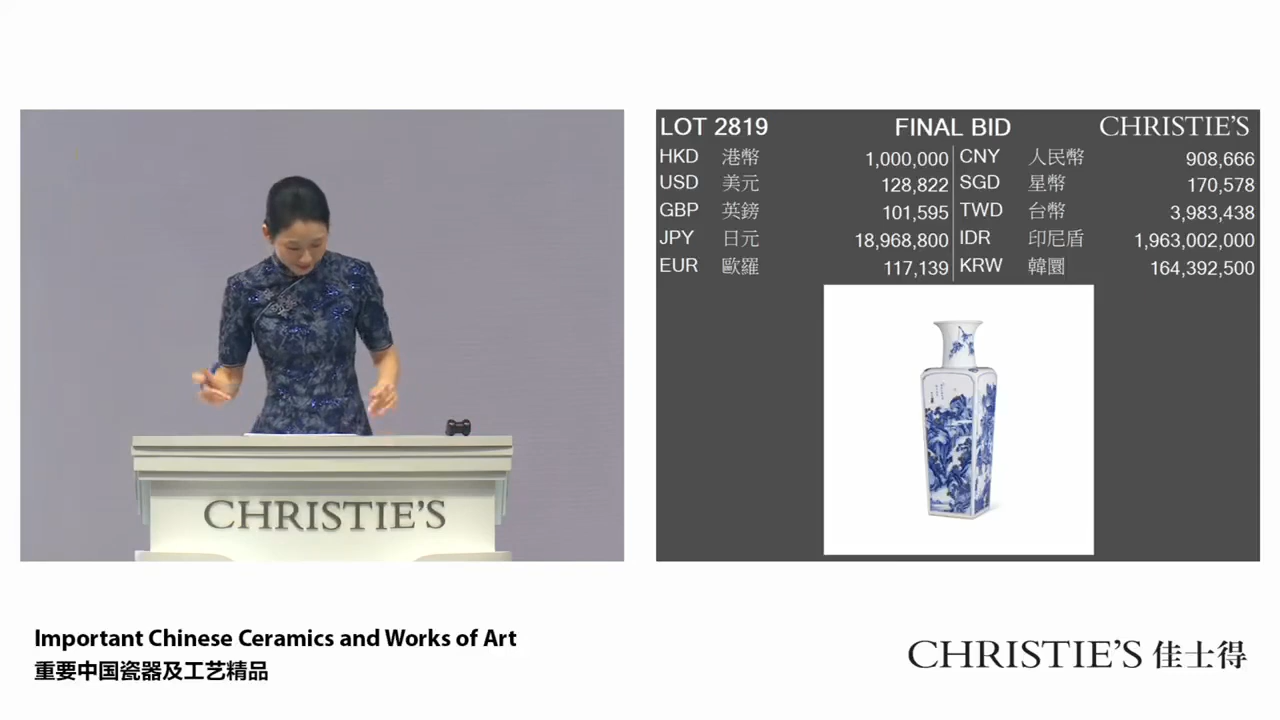 LOT 2819 FINAL BID CHRISTIE'S
HKD 港幣 1,000,000 CNY 人民幣 908,666
USD 美元 128,822 SGD 星幣 170,578
GBP 英鎊 101,595 TWD 台幣 3,983,438
JPY 日元 18,968,800 IDR 印尼盾 1,963,002,000
EUR 歐羅 117,139 KRW 韓圜 164,392,500
CHRISTIE'S
Important Chinese Ceramics and Works of Art
重要中国瓷器及工艺精品
CHRISTIE'S 佳士得